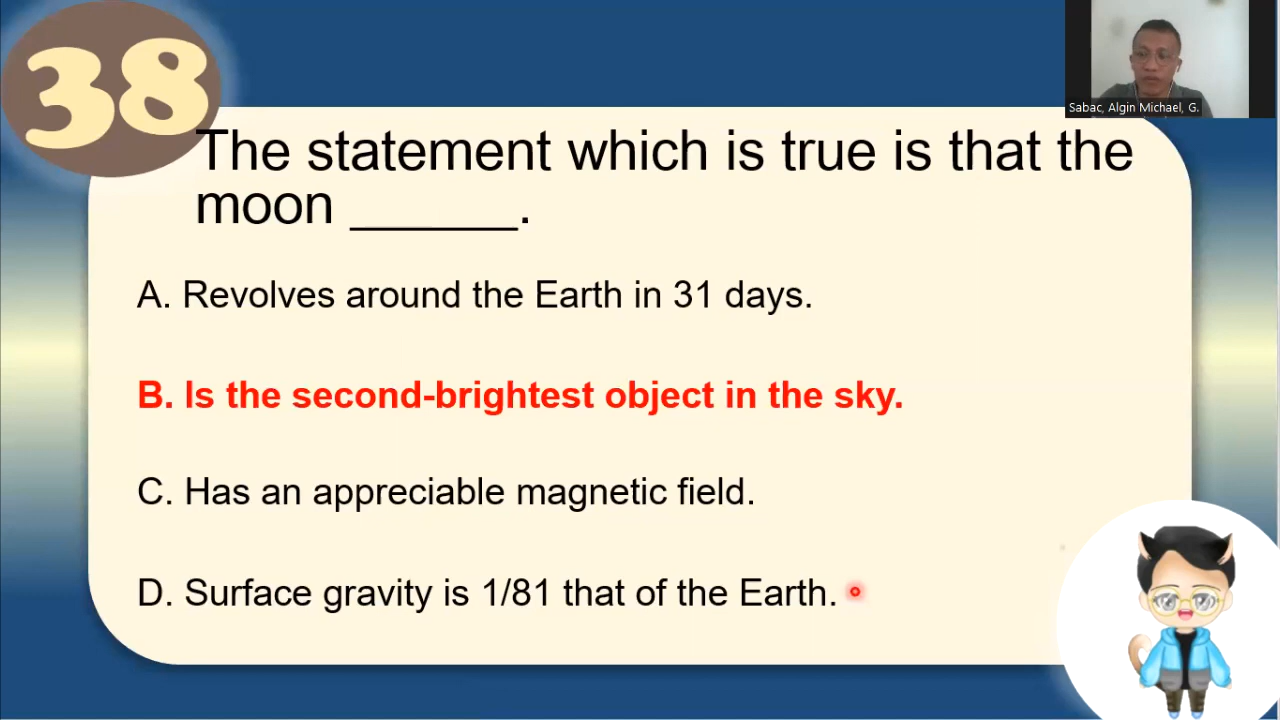 38
Sabac, Algin Michael, G.
The statement which is true is that the
moon ______.
A. Revolves around the Earth in 31 days.
B. Is the second-brightest object in the sky.
C. Has an appreciable magnetic field.
D. Surface gravity is 1/81 that of the Earth.